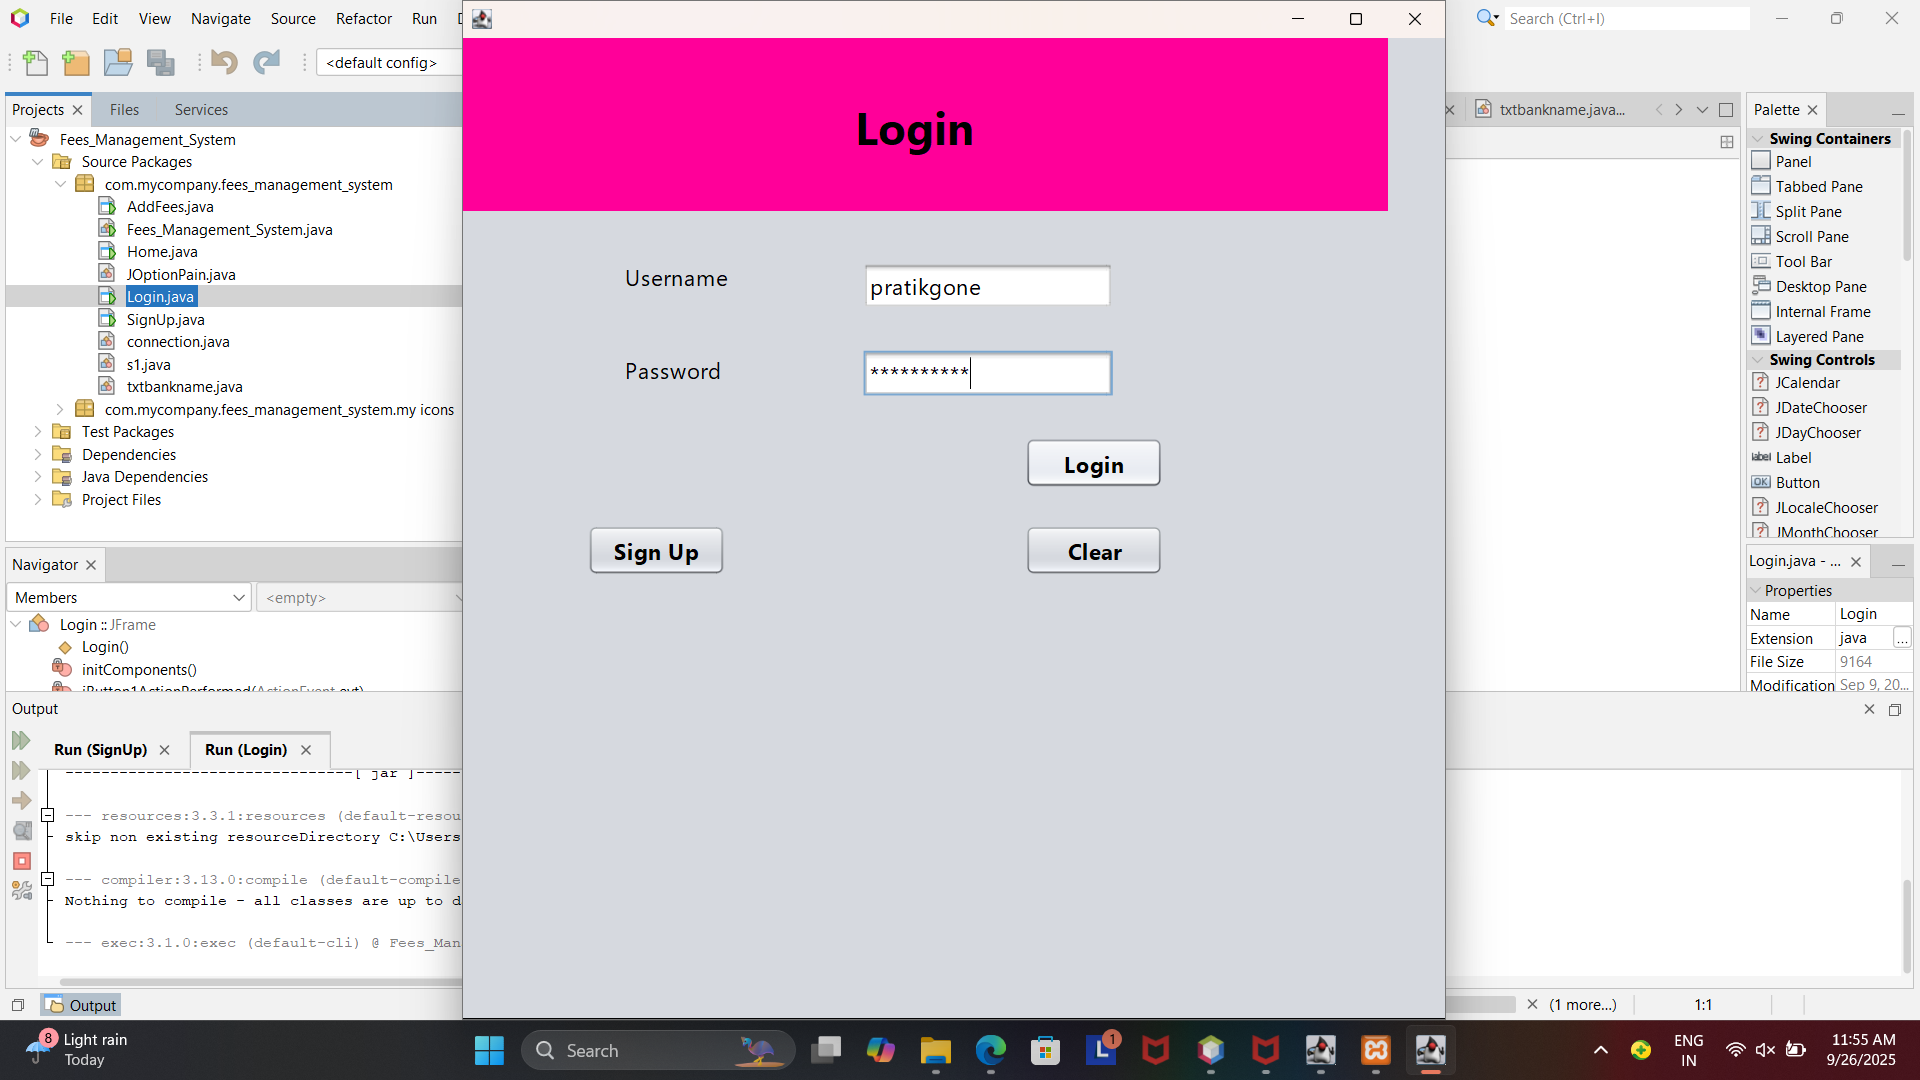 File Edit View Navigate Source Refactor Run
Search (Ctrl+I)
<default config>
Projects Files Services
txtbankname.java...
Palette
Fees_Management_System
Source Packages
com.mycompany.fees_management_system
AddFees.java
Fees_Management_System.java
Home.java
JOptionPain.java
Login.java
SignUp.java
connection.java
s1.java
txtbankname.java
com.mycompany.fees_management_system.my icons
Test Packages
Dependencies
Java Dependencies
Project Files
Navigator
Members
<empty>
Login :: JFrame
Login()
initComponents()
jButton1ActionPerformed(ActionEvent evt)
Login
Username
pratikgone
Password
**********
Login
Sign Up
Clear
Swing Containers
Panel
Tabbed Pane
Split Pane
Scroll Pane
Tool Bar
Desktop Pane
Internal Frame
Layered Pane
Swing Controls
JCalendar
JDateChooser
JDayChooser
label Label
OK Button
JLocaleChooser
JMonthChooser
Login.java - ...
Properties
Name Login
Extension java ...
File Size 9164
Modification Sep 9, 20...
Output
Run (SignUp) Run (Login)
--------------------------------[ jar ]-----
--- resources:3.3.1:resources (default-resou
skip non existing resourceDirectory C:\Users
--- compiler:3.13.0:compile (default-compile
Nothing to compile - all classes are up to d
--- exec:3.1.0:exec (default-cli) @ Fees_Man
Output
(1 more...) 1:1
8
Light rain
Today
Search
L
1
ENG
IN
11:55 AM
9/26/2025